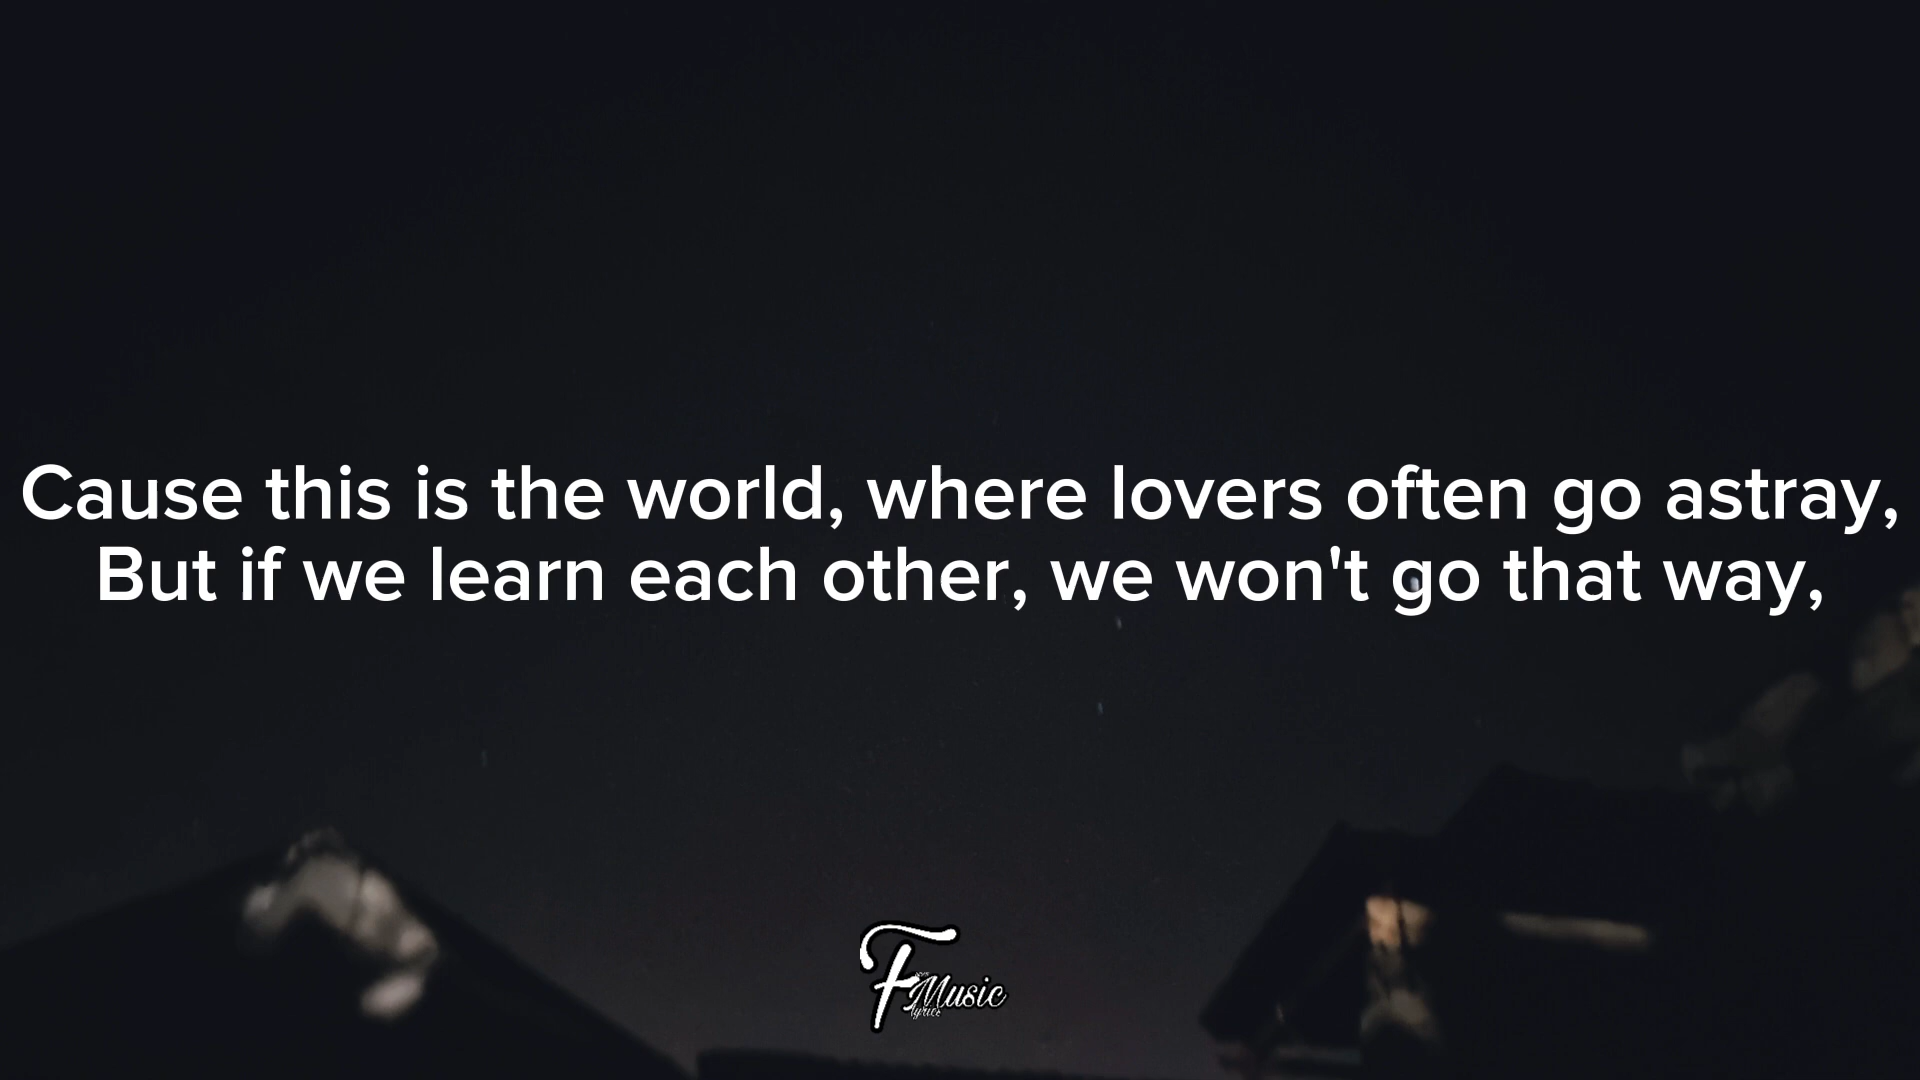 Cause this is the world, where lovers often go astray,
But if we learn each other, we won't go that way,
Music
lyrics